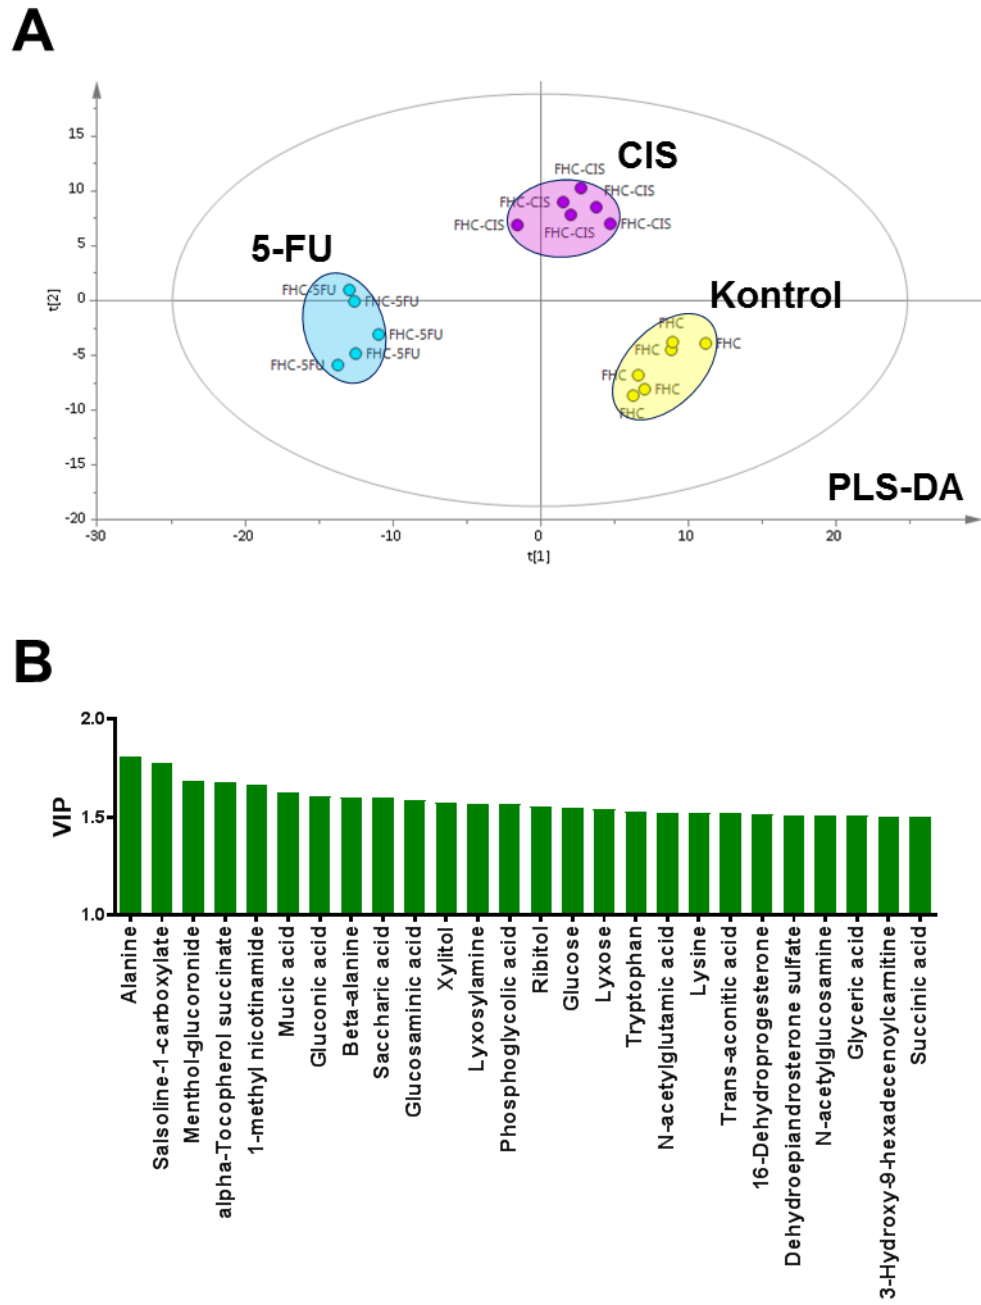 A
CIS
FHC-CIS
FHC-CIS
FHC-CIS
FHC-CIS
FHC-CIS
FHC-CIS
5-FU
FHC-5FU
FHC-5FU
FHC-5FU
FHC-5FU
FHC-5FU
Kontrol
FHC
FHC
FHC
FHC
FHC
FHC
PLS-DA
t[2]
15
10
5
0
-5
-10
-15
-20
-30
-20
-10
0
10
20
t[1]
B
VIP
2.0
1.5
1.0
Alanine
Salsoline-1-carboxylate
Menthol-glucoronide
alpha-Tocopherol succinate
1-methyl nicotinamide
Mucic acid
Gluconic acid
Beta-alanine
Saccharic acid
Glucosaminic acid
Xylitol
Lyxosylamine
Phosphoglycolic acid
Ribitol
Glucose
Lyxose
Tryptophan
N-acetylglutamic acid
Lysine
Trans-aconitic acid
16-Dehydroprogesterone
Dehydroepiandrosterone sulfate
N-acetylglucosamine
Glyceric acid
3-Hydroxy-9-hexadecenoylcarnitine
Succinic acid